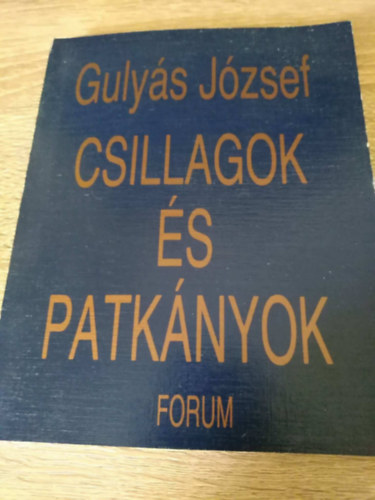 Gulyás József
CSILLAGOK
ÉS
PATKÁNYOK
FORUM